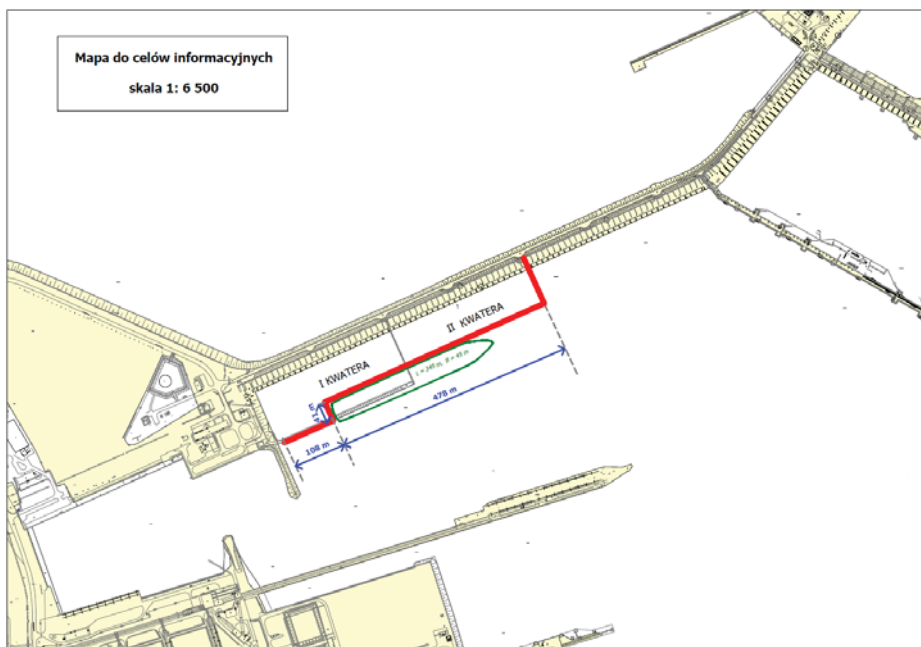 Mapa do celów informacyjnych
skala 1: 6 500
II KWATERA
I KWATERA
478 m
108 m